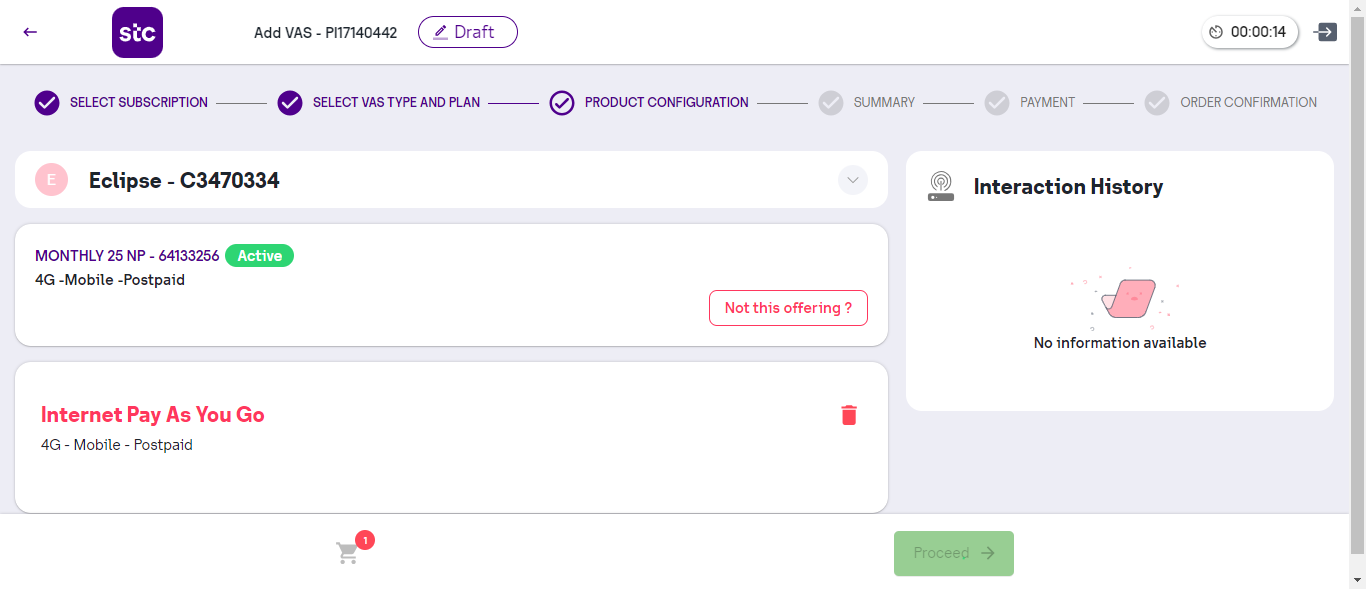 stc
Add VAS - PI17140442
Draft
00:00:14
SELECT SUBSCRIPTION
SELECT VAS TYPE AND PLAN
PRODUCT CONFIGURATION
SUMMARY
PAYMENT
ORDER CONFIRMATION
E
Eclipse - C3470334
MONTHLY 25 NP - 64133256 Active
4G -Mobile -Postpaid
Not this offering ?
Internet Pay As You Go
4G - Mobile - Postpaid
Interaction History
No information available
1
Proceed